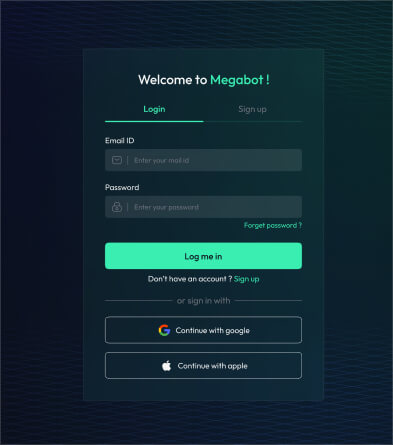 Welcome to Megabot !
Login Sign up
Email ID
Enter your mail id
Password
Enter your password
Forget password ?
Log me in
Don't have an account ? Sign up
or sign in with
Continue with google
Continue with apple